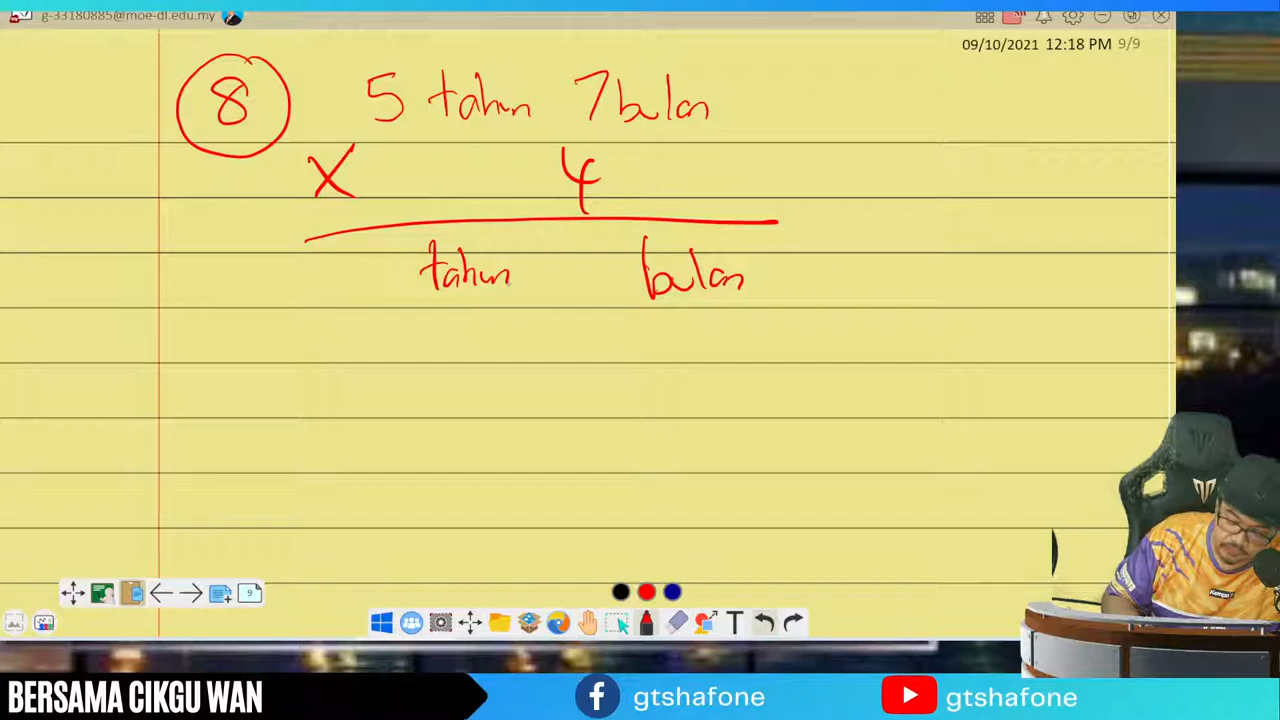 g-33180885@moe-dl.edu.my
09/10/2021 12:18 PM 9/9
8 5 tahun 7 bulan
X 4
tahun bulan
9
T
BERSAMA CIKGU WAN
gtshafone
gtshafone